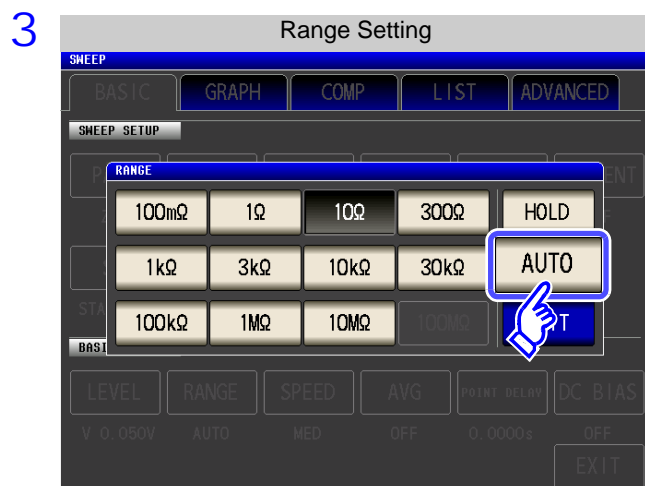 3
Range Setting
SWEEP
BASIC GRAPH COMP LIST ADVANCED
SWEEP SETUP
RANGE
100mΩ 1Ω 10Ω 300Ω HOLD
1kΩ 3kΩ 10kΩ 30kΩ AUTO
100kΩ 1MΩ 10MΩ 100MΩ
LEVEL RANGE SPEED AVG POINT DELAY DC BIAS
V 0.050V AUTO MED OFF 0.0000s OFF
EXIT